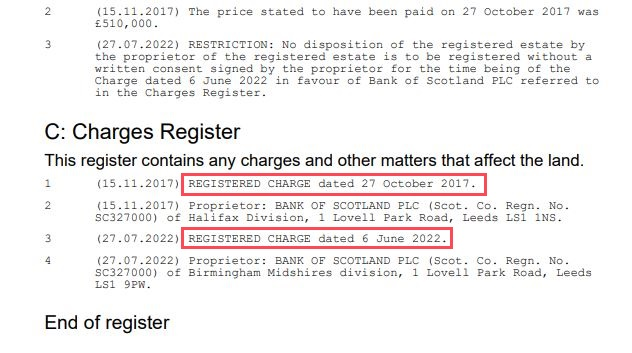 2 (15.11.2017) The price stated to have been paid on 27 October 2017 was
£510,000.
3 (27.07.2022) RESTRICTION: No disposition of the registered estate by
the proprietor of the registered estate is to be registered without a
written consent signed by the proprietor for the time being of the
Charge dated 6 June 2022 in favour of Bank of Scotland PLC referred to
in the Charges Register.
C: Charges Register
This register contains any charges and other matters that affect the land.
1 (15.11.2017) REGISTERED CHARGE dated 27 October 2017.
2 (15.11.2017) Proprietor: BANK OF SCOTLAND PLC (Scot. Co. Regn. No.
SC327000) of Halifax Division, 1 Lovell Park Road, Leeds LS1 1NS.
3 (27.07.2022) REGISTERED CHARGE dated 6 June 2022.
4 (27.07.2022) Proprietor: BANK OF SCOTLAND PLC (Scot. Co. Regn. No.
SC327000) of Birmingham Midshires division, 1 Lovell Park Road, Leeds
LS1 9PW.
End of register